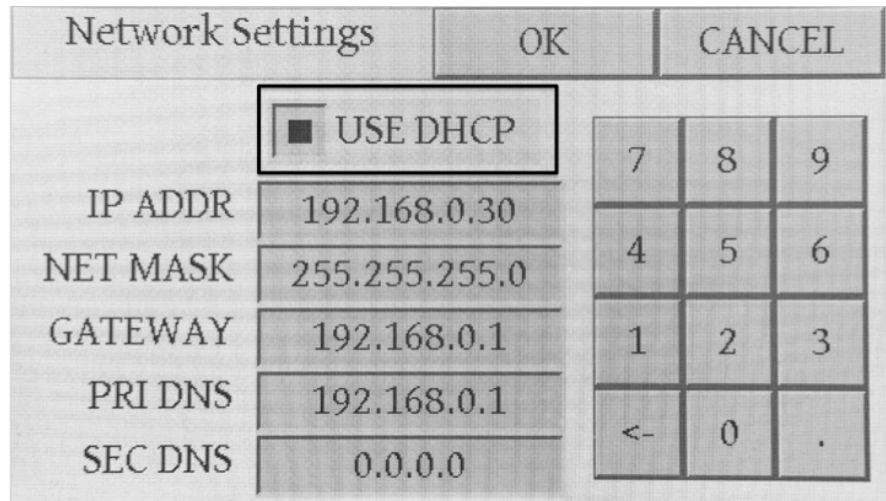 Network Settings OK CANCEL
USE DHCP
7 8 9
IP ADDR 192.168.0.30
4 5 6
NET MASK 255.255.255.0
GATEWAY 192.168.0.1
1 2 3
PRI DNS 192.168.0.1
<- 0 .
SEC DNS 0.0.0.0